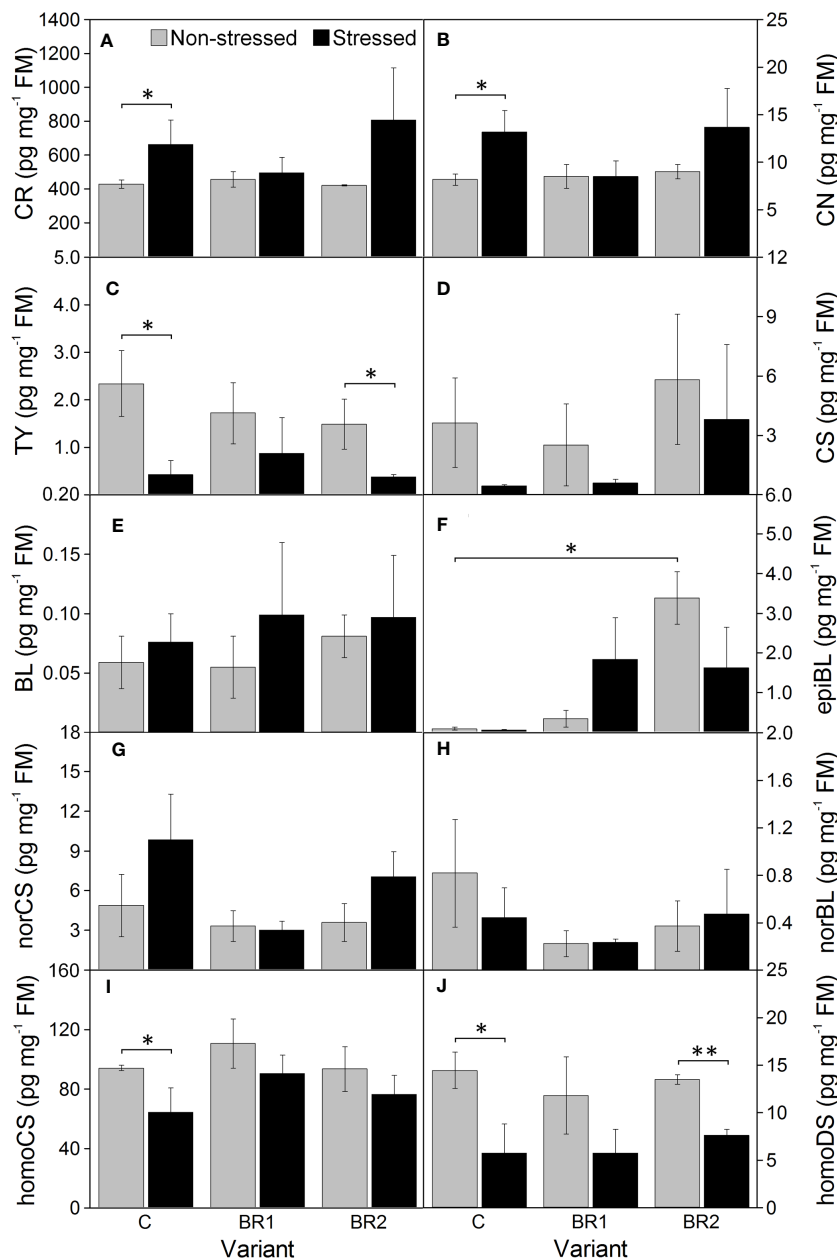 A
Non-stressed
Stressed
B
1400
1200
1000
800
600
400
200
5.0
CR (pg mg⁻¹ FM)
*
*
25
20
15
10
5
12
CN (pg mg⁻¹ FM)
C
D
4.0
3.0
2.0
1.0
0.20
TY (pg mg⁻¹ FM)
*
*
9
6
3
6.0
CS (pg mg⁻¹ FM)
E
F
0.15
0.10
0.05
18
BL (pg mg⁻¹ FM)
*
5.0
4.0
3.0
2.0
1.0
2.0
epiBL (pg mg⁻¹ FM)
G
H
15
12
9
6
3
160
norCS (pg mg⁻¹ FM)
1.6
1.2
0.8
0.4
25
norBL (pg mg⁻¹ FM)
I
J
120
80
40
0
homoCS (pg mg⁻¹ FM)
*
*
**
20
15
10
5
0
homoDS (pg mg⁻¹ FM)
C
BR1
BR2
C
BR1
BR2
Variant
Variant